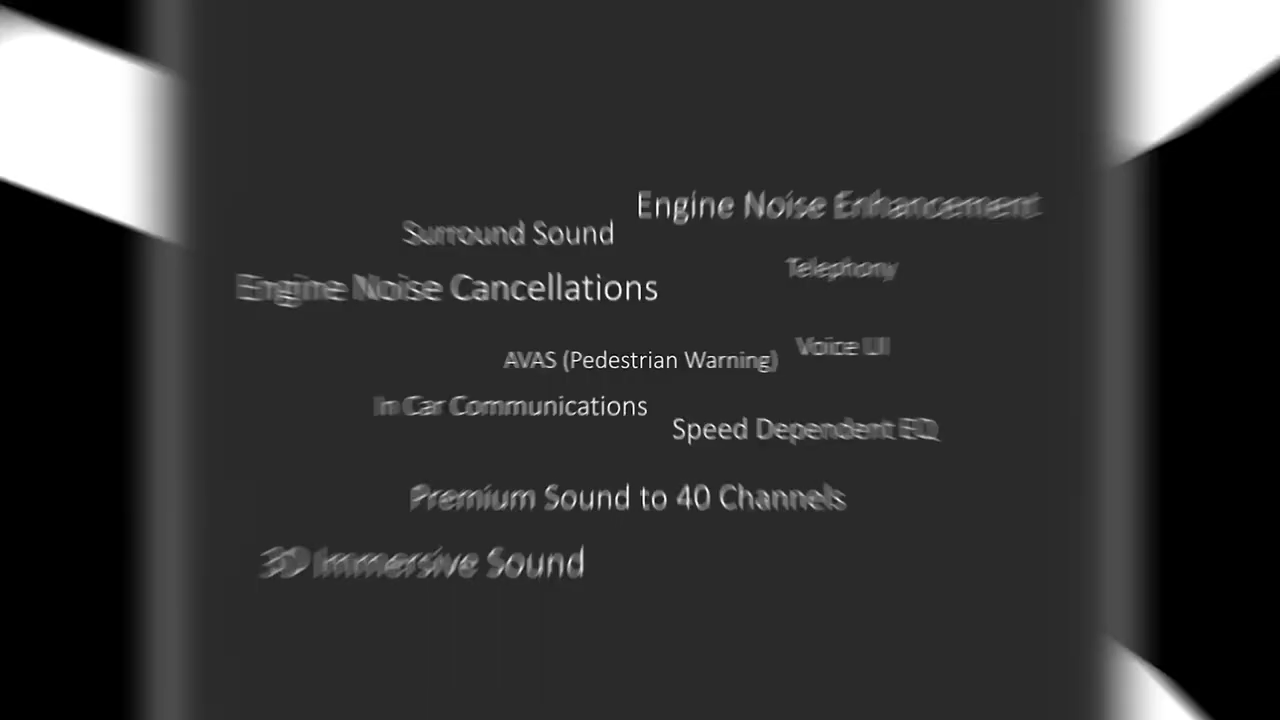 Engine Noise Enhancement
Surround Sound
Telephony
Engine Noise Cancellations
Voice UI
AVAS (Pedestrian Warning)
In Car Communications
Speed Dependent EQ
Premium Sound to 40 Channels
3D Immersive Sound